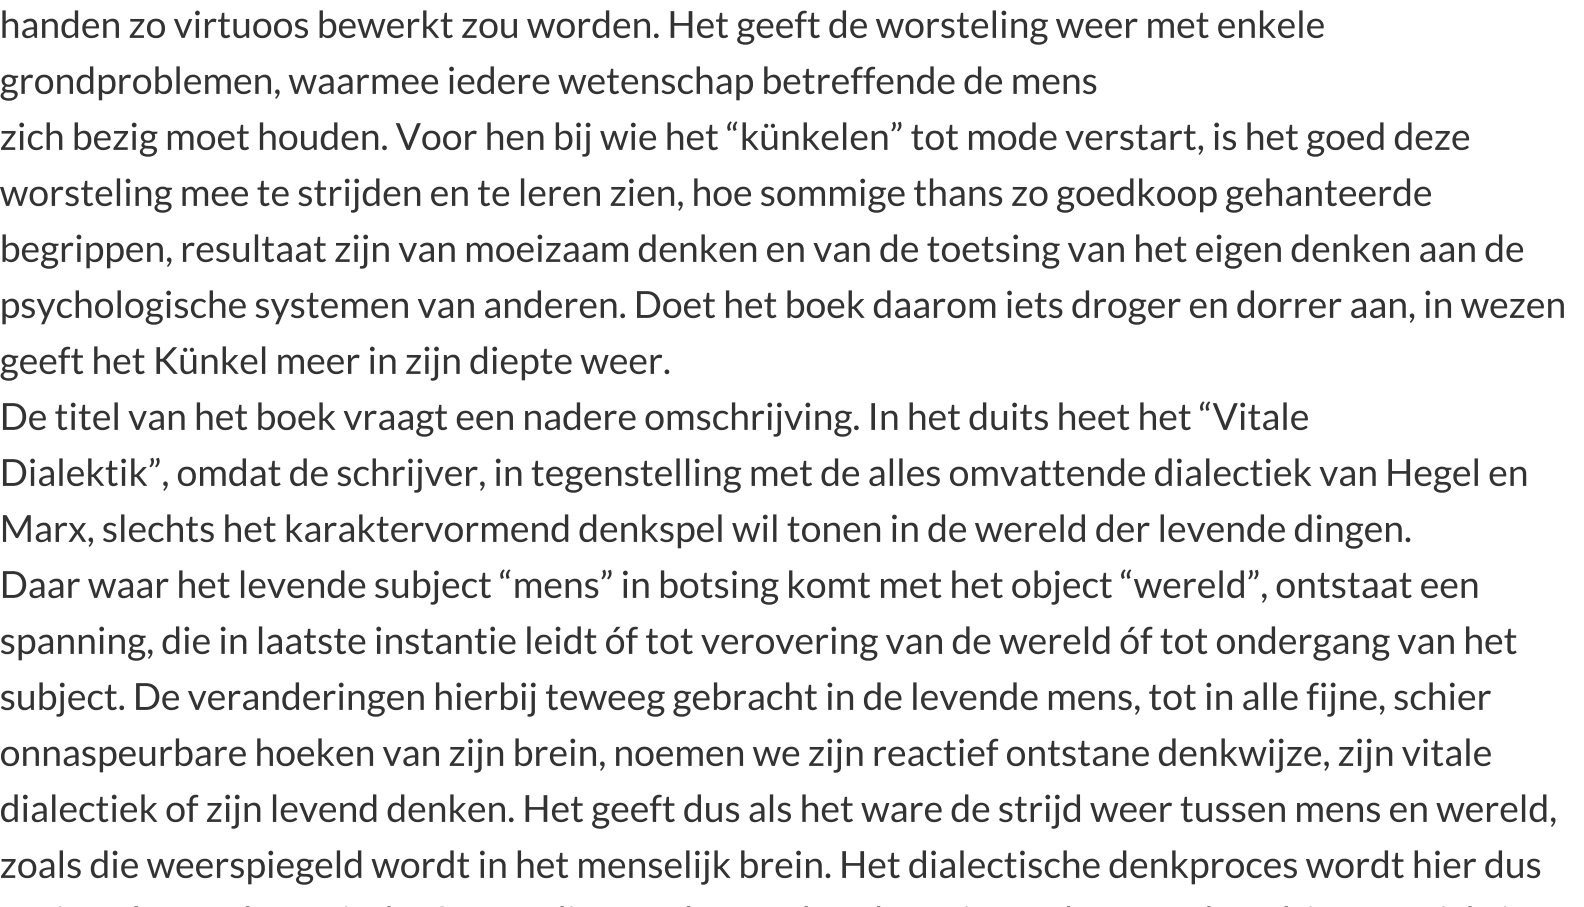 handen zo virtuoos bewerkt zou worden. Het geeft de worsteling weer met enkele
grondproblemen, waarmee iedere wetenschap betreffende de mens
zich bezig moet houden. Voor hen bij wie het “künkelen” tot mode verstart, is het goed deze
worsteling mee te strijden en te leren zien, hoe sommige thans zo goedkoop gehanteerde
begrippen, resultaat zijn van moeizaam denken en van de toetsing van het eigen denken aan de
psychologische systemen van anderen. Doet het boek daarom iets droger en dorrer aan, in wezen
geeft het Künkel meer in zijn diepte weer.
De titel van het boek vraagt een nadere omschrijving. In het duits heet het “Vitale
Dialektik”, omdat de schrijver, in tegenstelling met de alles omvattende dialectiek van Hegel en
Marx, slechts het karaktervormend denkspel wil tonen in de wereld der levende dingen.
Daar waar het levende subject “mens” in botsing komt met het object “wereld”, ontstaat een
spanning, die in laatste instantie leidt óf tot verovering van de wereld óf tot ondergang van het
subject. De veranderingen hierbij teweeg gebracht in de levende mens, tot in alle fijne, schier
onnaspeurbare hoeken van zijn brein, noemen we zijn reactief ontstane denkwijze, zijn vitale
dialectiek of zijn levend denken. Het geeft dus als het ware de strijd weer tussen mens en wereld,
zoals die weerspiegeld wordt in het menselijk brein. Het dialectische denkproces wordt hier dus